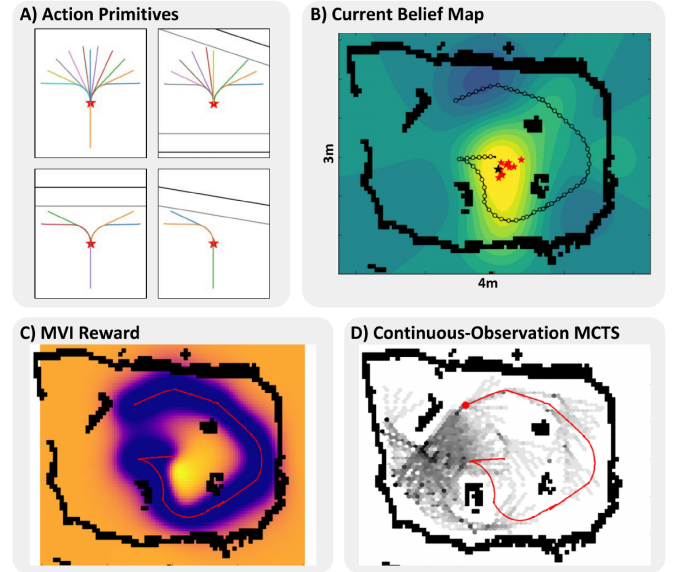 A) Action Primitives
B) Current Belief Map
3m
4m
C) MVI Reward
D) Continuous-Observation MCTS